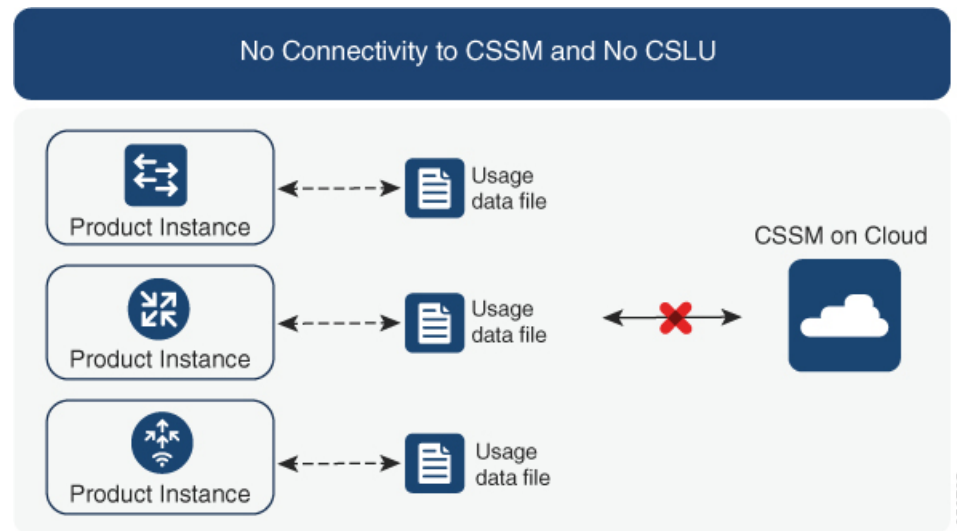 No Connectivity to CSSM and No CSLU
Product Instance
Usage
data file
Product Instance
Usage
data file
CSSM on Cloud
Product Instance
Usage
data file